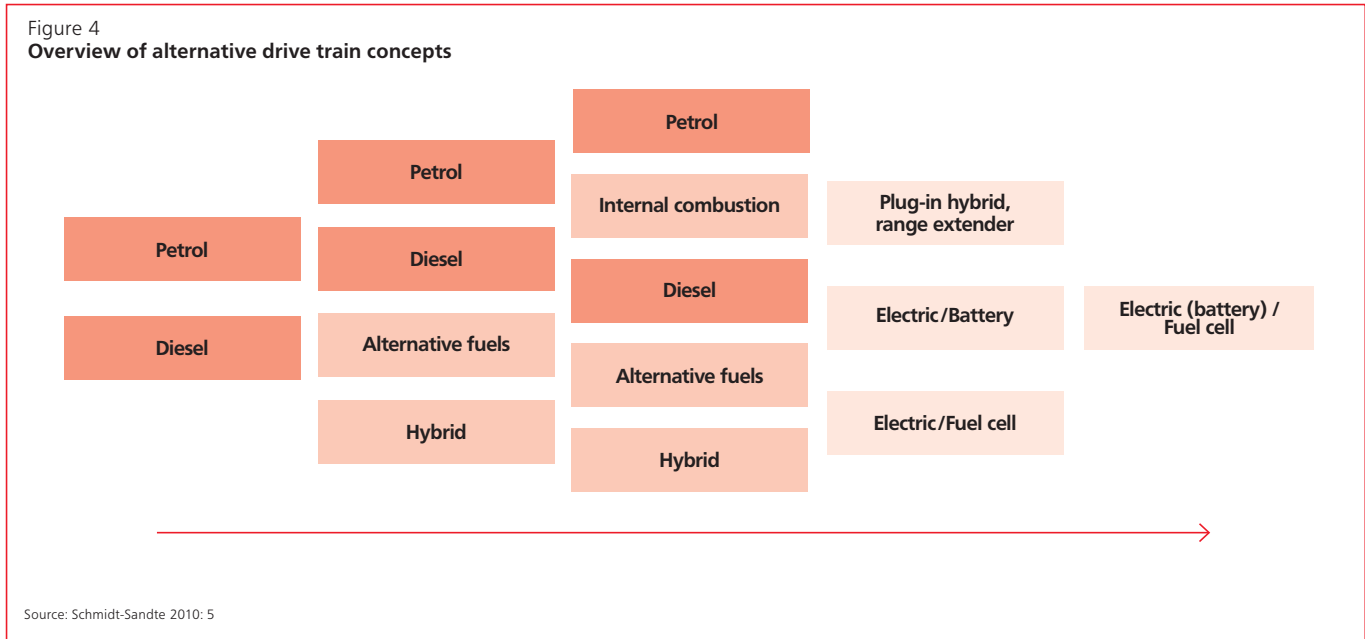 Figure 4
Overview of alternative drive train concepts
Petrol
Diesel
Petrol
Diesel
Alternative fuels
Hybrid
Petrol
Internal combustion
Diesel
Alternative fuels
Hybrid
Plug-in hybrid,
range extender
Electric/Battery
Electric/Fuel cell
Electric (battery) /
Fuel cell
Source: Schmidt-Sandte 2010: 5